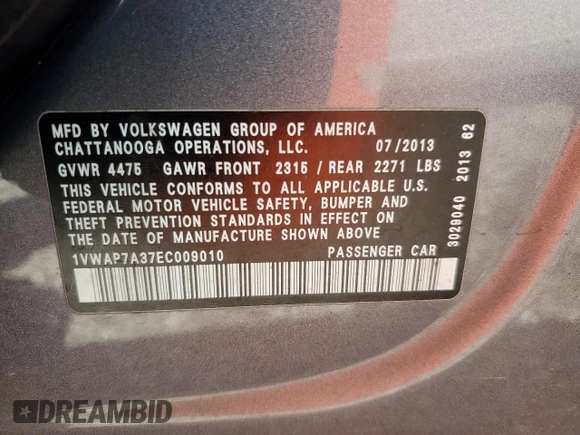 MFD BY VOLKSWAGEN GROUP OF AMERICA
CHATTANOOGA OPERATIONS, LLC. 07/2013
GVWR 4475 GAWR FRONT 2315 / REAR 2271 LBS
THIS VEHICLE CONFORMS TO ALL APPLICABLE U.S.
FEDERAL MOTOR VEHICLE SAFETY, BUMPER AND
THEFT PREVENTION STANDARDS IN EFFECT ON
THE DATE OF MANUFACTURE SHOWN ABOVE
1VWAP7A37EC009010 PASSENGER CAR
3029040 2013 62
DREAMBID